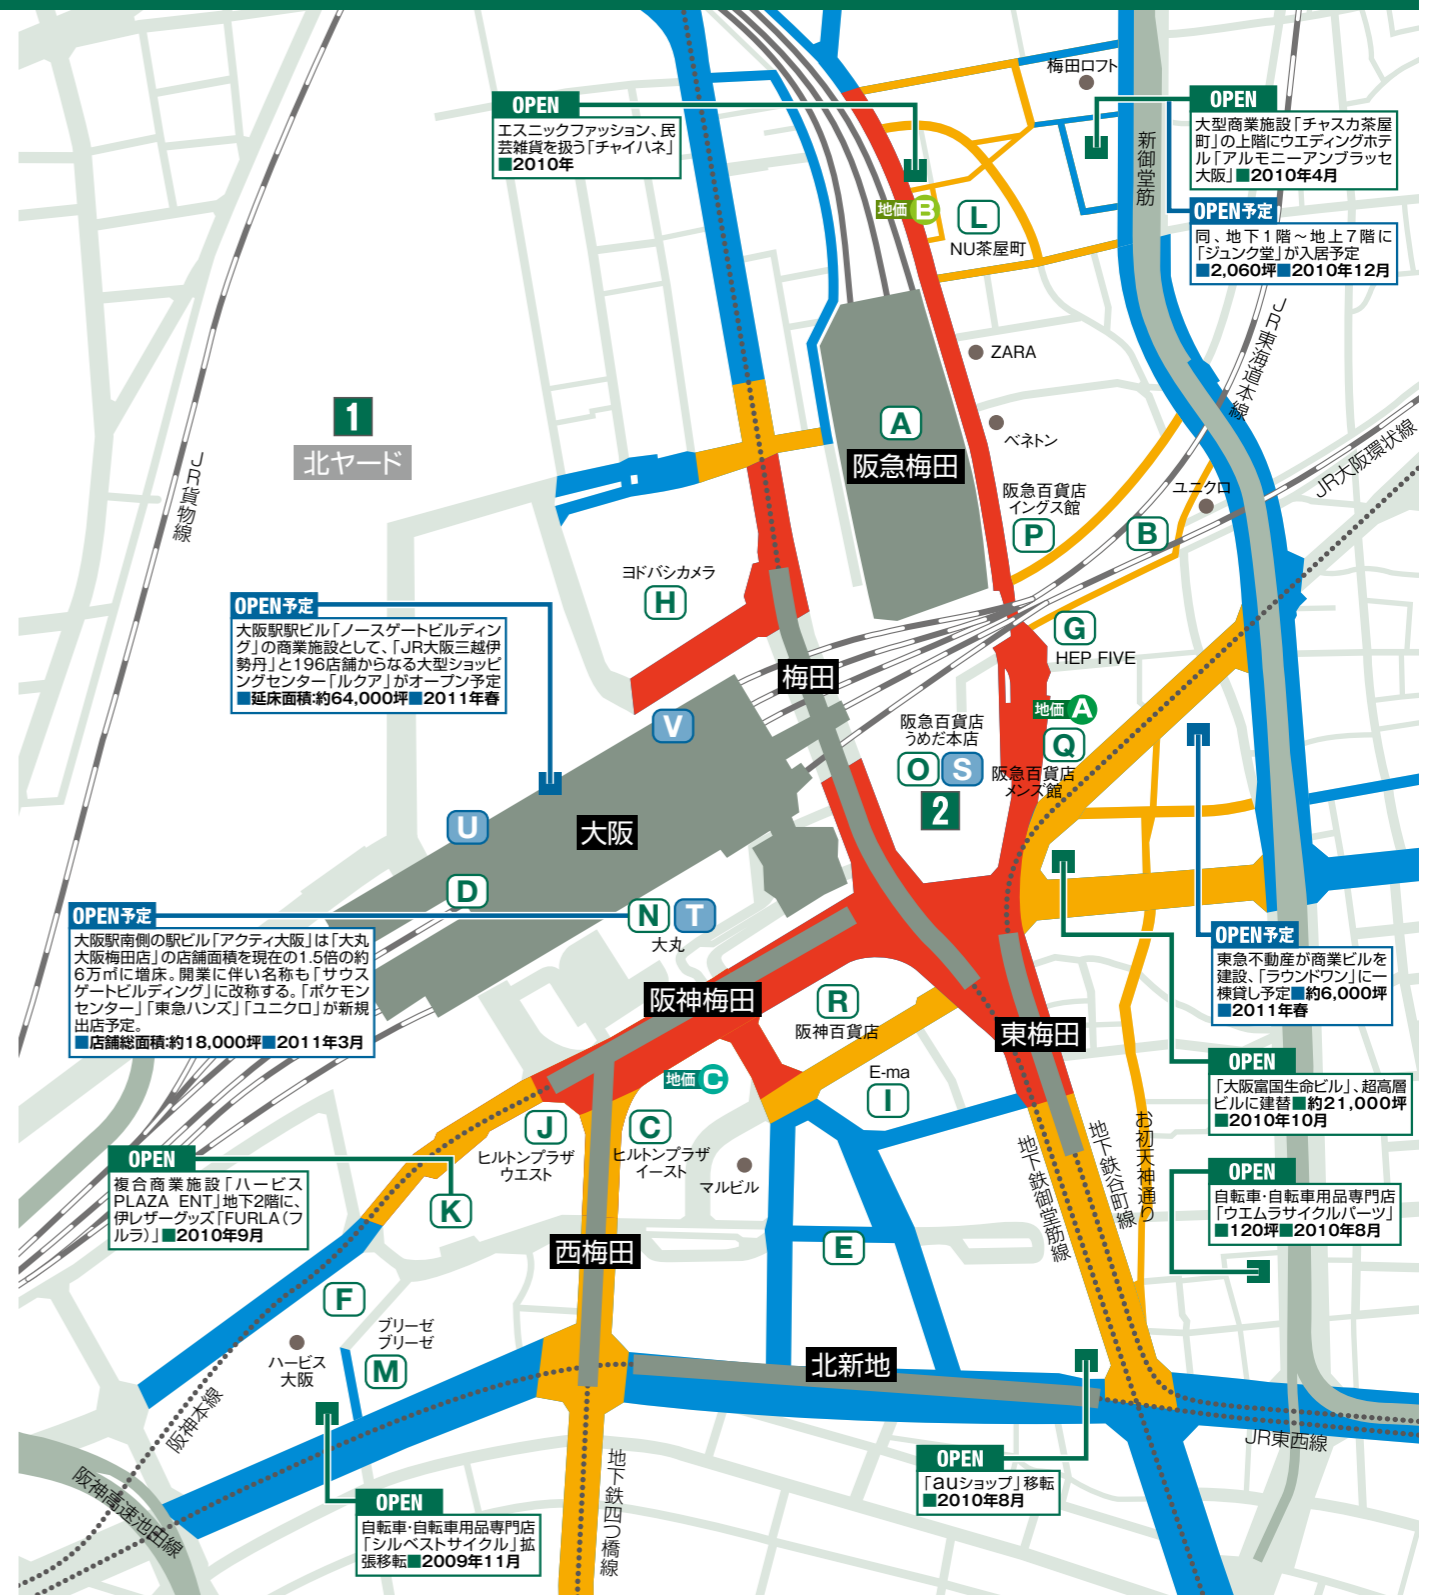 梅田ロフト
OPEN
エスニックファッション、民
芸雑貨を扱う「チャイハネ」
■2010年
OPEN
大型商業施設「チャスカ茶屋
町」の上階にウエディングホテ
ル「アルモニーアンブラッセ
大阪」■2010年4月
OPEN予定
同、地下1階～地上7階に
「ジュンク堂」が入居予定
■2,060坪■2010年12月
新御堂筋
地価 B
L
NU茶屋町
ZARA
JR東海道本線
ベネトン
1
北ヤード
JR貨物線
A
阪急梅田
JR大阪環状線
ユニクロ
阪急百貨店
イングス館
P
B
ヨドバシカメラ
H
OPEN予定
大阪駅駅ビル「ノースゲートビルディン
グ」の商業施設として、「JR大阪三越伊
勢丹」と196店舗からなる大型ショッピ
ングセンター「ルクア」がオープン予定
■延床面積:約64,000坪■2011年春
G
HEP FIVE
梅田
地価 A
V
阪急百貨店
うめだ本店
O S
2
Q
阪急百貨店
メンズ館
U
大阪
D
N T
大丸
OPEN予定
大阪駅南側の駅ビル「アクティ大阪」は「大丸
大阪梅田店」の店舗面積を現在の1.5倍の約
6万㎡に増床。開業に伴い名称も「サウス
ゲートビルディング」に改称する。「ポケモン
センター」「東急ハンズ」「ユニクロ」が新規
出店予定。
■店舗総面積:約18,000坪■2011年3月
OPEN予定
東急不動産が商業ビルを
建設、「ラウンドワン」に一
棟貸し予定■約6,000坪
■2011年春
阪神梅田
R
阪神百貨店
東梅田
地価 C
E-ma
I
OPEN
「大阪富国生命ビル」、超高層
ビルに建替■約21,000坪
■2010年10月
J
ヒルトンプラザ
ウエスト
C
ヒルトンプラザ
イースト
マルビル
地下鉄御堂筋線
地下鉄谷町線
お初天神通り
OPEN
複合商業施設「ハービス
PLAZA ENT」地下2階に、
伊レザーグッズ「FURLA(フ
ルラ)」■2010年9月
K
OPEN
自転車・自転車用品専門店
「ウエムラサイクルパーツ」
■120坪■2010年8月
西梅田
E
F
ハービス
大阪
ブリーゼ
ブリーゼ
M
北新地
阪神本線
JR東西線
阪神高速池田線
OPEN
自転車・自転車用品専門店
「シルベストサイクル」拡
張移転■2009年11月
地下鉄四つ橋線
OPEN
「auショップ」移転
■2010年8月